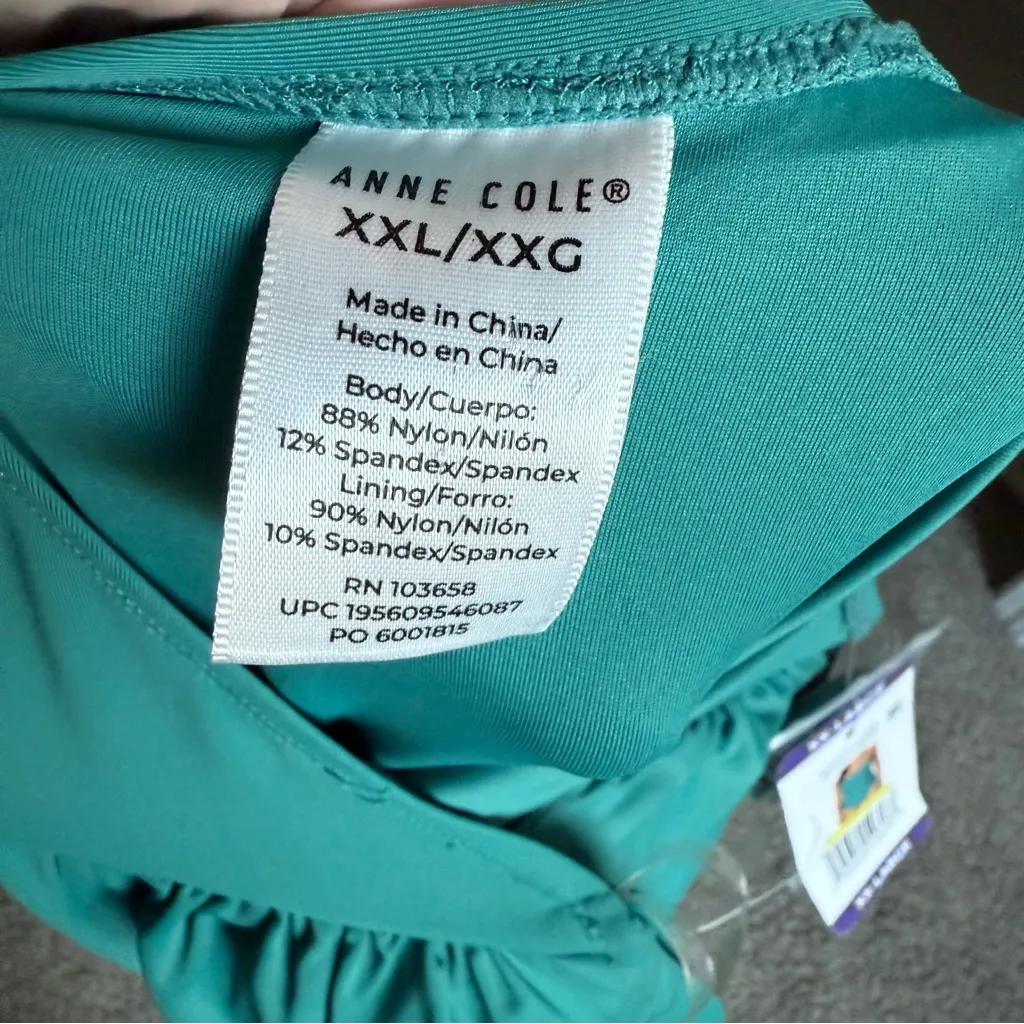 ANNE COLE®
XXL/XXG
Made in China/
Hecho en China
Body/Cuerpo:
88% Nylon/Nilón
12% Spandex/Spandex
Lining/Forro:
90% Nylon/Nilón
10% Spandex/Spandex
RN 103658
UPC 195609546087
PO 6001815